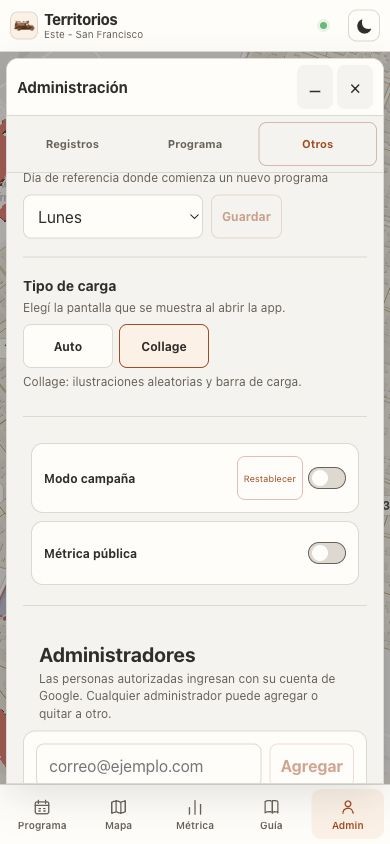 Territorios
Este - San Francisco
Administración
Registros
Programa
Otros
Día de referencia donde comienza un nuevo programa
Lunes
Guardar
Tipo de carga
Elegí la pantalla que se muestra al abrir la app.
Auto
Collage
Collage: ilustraciones aleatorias y barra de carga.
Modo campaña
Restablecer
Métrica pública
3
Administradores
Las personas autorizadas ingresan con su cuenta de
Google. Cualquier administrador puede agregar o
quitar a otro.
correo@ejemplo.com
Agregar
Programa
Mapa
Métrica
Guía
Admin